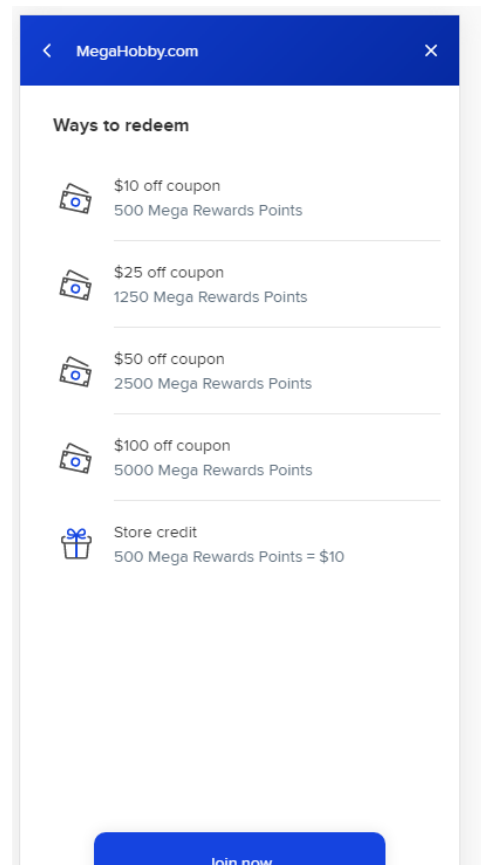 MegaHobby.com
Ways to redeem
$10 off coupon
500 Mega Rewards Points
$25 off coupon
1250 Mega Rewards Points
$50 off coupon
2500 Mega Rewards Points
$100 off coupon
5000 Mega Rewards Points
Store credit
500 Mega Rewards Points = $10
Join now